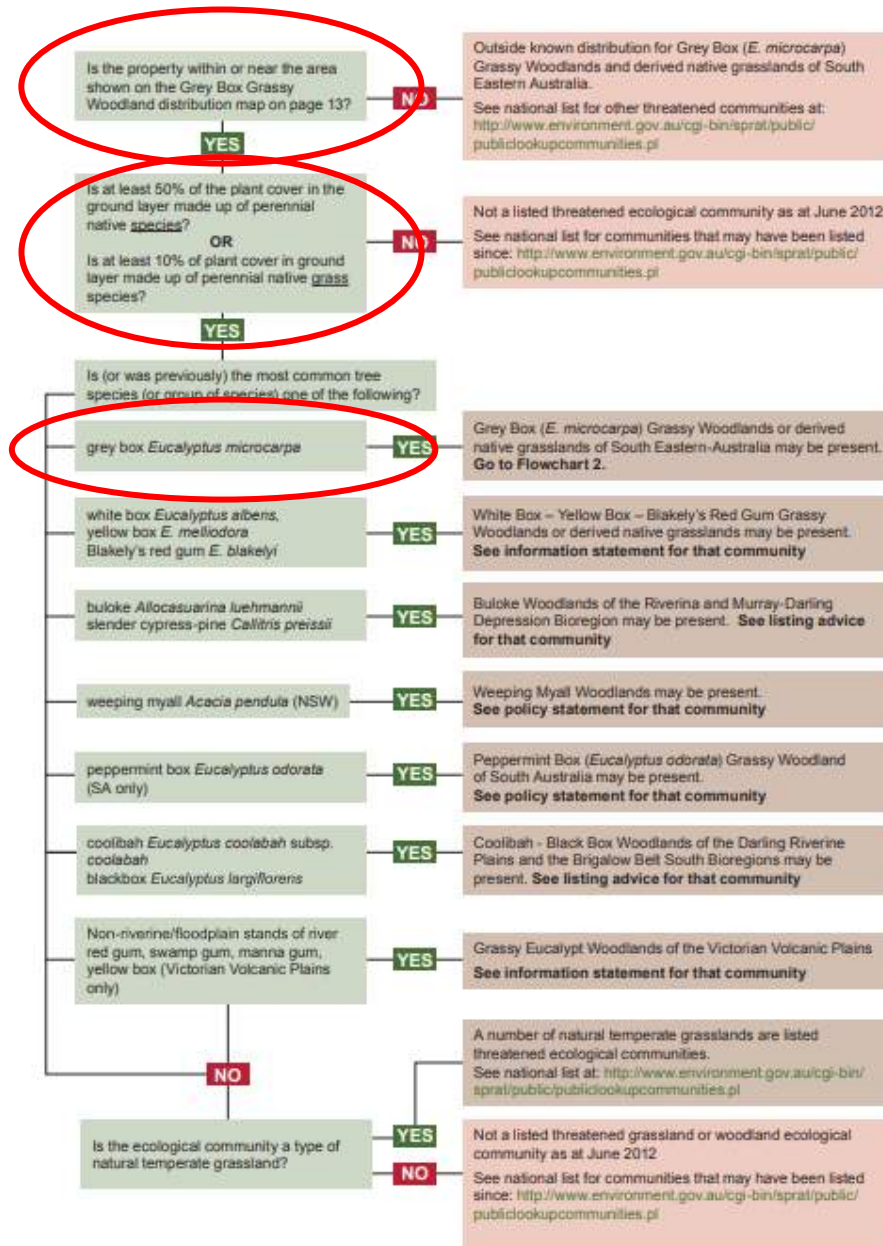 Is the property within or near the area
shown on the Grey Box Grassy
Woodland distribution map on page 13?
NO
Outside known distribution for Grey Box (E. microcarpa)
Grassy Woodlands and derived native grasslands of South
Eastern Australia.
See national list for other threatened communities at:
http://www.environment.gov.au/cgi-bin/sprat/public/
publiclookupcommunities.pl
YES
Is at least 50% of the plant cover in the
ground layer made up of perennial
native species?
OR
Is at least 10% of plant cover in ground
layer made up of perennial native grass
species?
NO
Not a listed threatened ecological community as at June 2012
See national list for communities that may have been listed
since: http://www.environment.gov.au/cgi-bin/sprat/public/
publiclookupcommunities.pl
YES
Is (or was previously) the most common tree
species (or group of species) one of the following?
grey box Eucalyptus microcarpa
YES
Grey Box (E. microcarpa) Grassy Woodlands or derived
native grasslands of South Eastern-Australia may be present.
Go to Flowchart 2.
white box Eucalyptus albens,
yellow box E. melliodora
Blakely's red gum E. blakelyi
YES
White Box – Yellow Box – Blakely's Red Gum Grassy
Woodlands or derived native grasslands may be present.
See information statement for that community
buloke Allocasuarina luehmannii
slender cypress-pine Callitris preissii
YES
Buloke Woodlands of the Riverina and Murray-Darling
Depression Bioregion may be present. See listing advice
for that community
weeping myall Acacia pendula (NSW)
YES
Weeping Myall Woodlands may be present.
See policy statement for that community
peppermint box Eucalyptus odorata
(SA only)
YES
Peppermint Box (Eucalyptus odorata) Grassy Woodland
of South Australia may be present.
See policy statement for that community
coolibah Eucalyptus coolabah subsp.
coolabah
blackbox Eucalyptus largiflorens
YES
Coolibah - Black Box Woodlands of the Darling Riverine
Plains and the Brigalow Belt South Bioregions may be
present. See listing advice for that community
Non-riverine/floodplain stands of river
red gum, swamp gum, manna gum,
yellow box (Victorian Volcanic Plains
only)
YES
Grassy Eucalypt Woodlands of the Victorian Volcanic Plains
See information statement for that community
NO
A number of natural temperate grasslands are listed
threatened ecological communities.
See national list at: http://www.environment.gov.au/cgi-bin/
sprat/public/publiclookupcommunities.pl
Is the ecological community a type of
natural temperate grassland?
YES
NO
Not a listed threatened grassland or woodland ecological
community as at June 2012
See national list for communities that may have been listed
since: http://www.environment.gov.au/cgi-bin/sprat/public/
publiclookupcommunities.pl